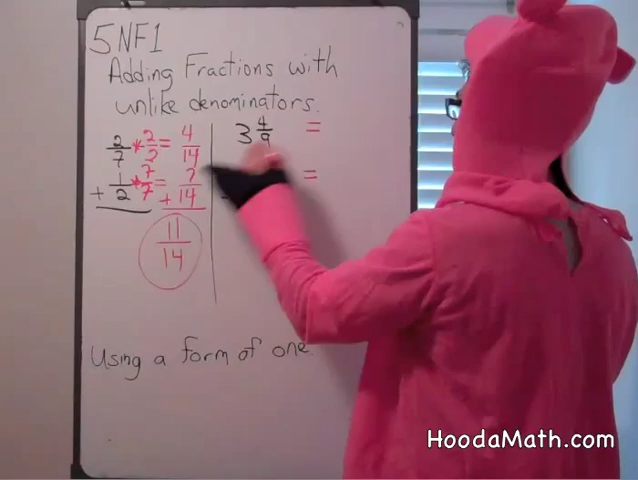 5NF1
Adding Fractions with
unlike denominators.
2/7 * 2/2 = 4/14
+ 1/2 * 7/7 = + 7/14
11/14
3 4/9 =
=
Using a form of one
HoodaMath.com